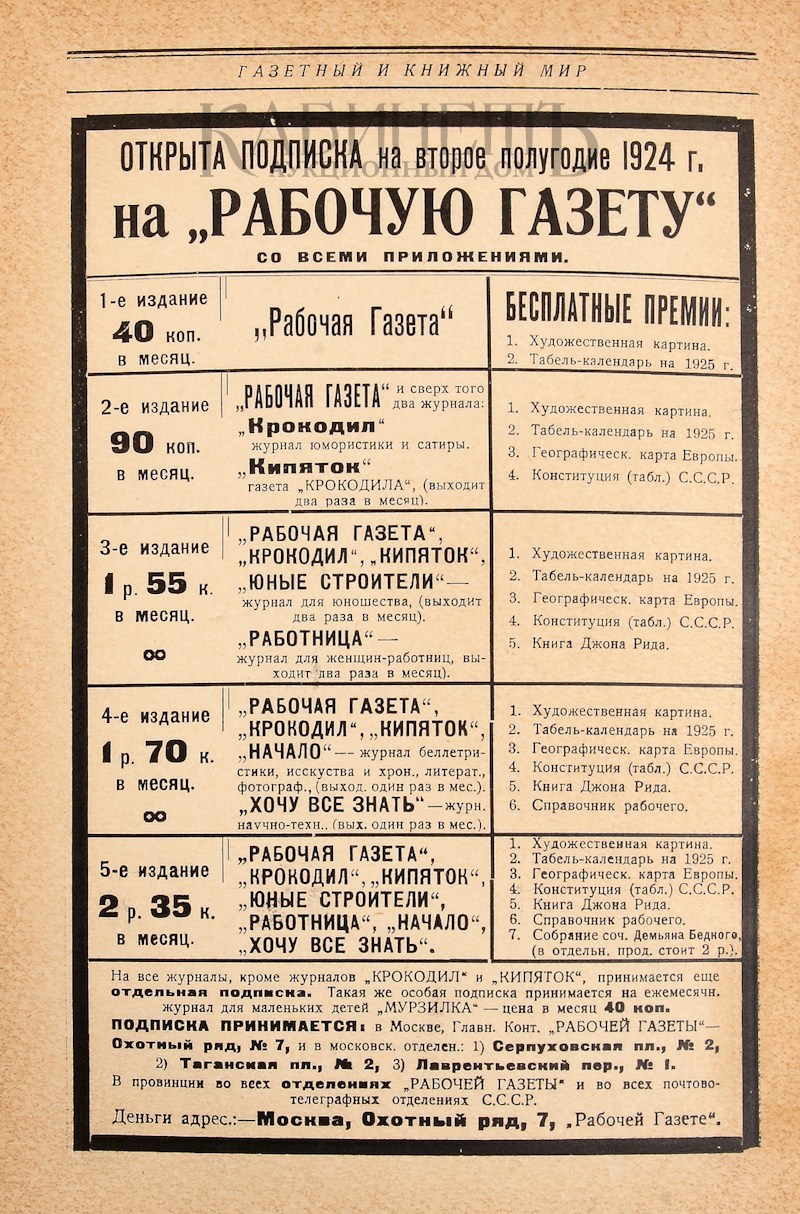 ГАЗЕТНЫЙ И КНИЖНЫЙ МИР
КАБИНЕТЪ
АУКЦИОННЫЙ ДОМ
ОТКРЫТА ПОДПИСКА на второе полугодие 1924 г.
на „РАБОЧУЮ ГАЗЕТУ“
СО ВСЕМИ ПРИЛОЖЕНИЯМИ.
1-е издание
40 коп.
в месяц.
„Рабочая Газета“
БЕСПЛАТНЫЕ ПРЕМИИ:
1. Художественная картина.
2. Табель-календарь на 1925 г.
2-е издание
90 коп.
в месяц.
„РАБОЧАЯ ГАЗЕТА“ и сверх того
два журнала:
„Крокодил“
журнал юмористики и сатиры.
„Кипяток“
газета „КРОКОДИЛА“, (выходит
два раза в месяц).
1. Художественная картина.
2. Табель-календарь на 1925 г.
3. Географическ. карта Европы.
4. Конституция (табл.) С.С.С.Р.
3-е издание
1 р. 55 к.
в месяц.
∞
„РАБОЧАЯ ГАЗЕТА“,
„КРОКОДИЛ“, „КИПЯТОК“,
„ЮНЫЕ СТРОИТЕЛИ“—
журнал для юношества, (выходит
два раза в месяц).
„РАБОТНИЦА“—
журнал для женщин-работниц, вы-
ходит два раза в месяц).
1. Художественная картина.
2. Табель-календарь на 1925 г.
3. Географическ. карта Европы.
4. Конституция (табл.) С.С.С.Р.
5. Книга Джона Рида.
4-е издание
1 р. 70 к.
в месяц.
∞
„РАБОЧАЯ ГАЗЕТА“,
„КРОКОДИЛ“, „КИПЯТОК“,
„НАЧАЛО“— журнал беллетри-
стики, исскуства и хрон., литерат.,
фотограф., (выход. один раз в мес.).
„ХОЧУ ВСЕ ЗНАТЬ“—журн.
научно-техн.. (вых. один раз в мес.).
1. Художественная картина.
2. Табель-календарь на 1925 г.
3. Географическ. карта Европы.
4. Конституция (табл.) С.С.С.Р.
5. Книга Джона Рида.
6. Справочник рабочего.
5-е издание
2 р. 35 к.
в месяц.
„РАБОЧАЯ ГАЗЕТА“,
„КРОКОДИЛ“, „КИПЯТОК“,
„ЮНЫЕ СТРОИТЕЛИ“,
„РАБОТНИЦА“, „НАЧАЛО“,
„ХОЧУ ВСЕ ЗНАТЬ“.
1. Художественная картина.
2. Табель-календарь на 1925 г.
3. Географическ. карта Европы.
4. Конституция (табл.) С.С.С.Р.
5. Книга Джона Рида.
6. Справочник рабочего.
7. Собрание соч. Демьяна Бедного,
(в отдельн. прод. стоит 2 р.).
На все журналы, кроме журналов „КРОКОДИЛ“ и „КИПЯТОК“, принимается еще
отдельная подписка. Такая же особая подписка принимается на ежемесячн.
журнал для маленьких детей „МУРЗИЛКА“—цена в месяц 40 коп.
ПОДПИСКА ПРИНИМАЕТСЯ: в Москве, Главн. Конт. „РАБОЧЕЙ ГАЗЕТЫ“—
Охотный ряд, № 7, и в московск. отделен.: 1) Серпуховская пл., № 2,
2) Таганская пл., № 2, 3) Лаврентьевский пер., № 1.
В провинции во всех отделениях „РАБОЧЕЙ ГАЗЕТЫ“ и во всех почтово-
телеграфных отделениях С.С.С.Р.
Деньги адрес.:—Москва, Охотный ряд, 7, „Рабочей Газете“.